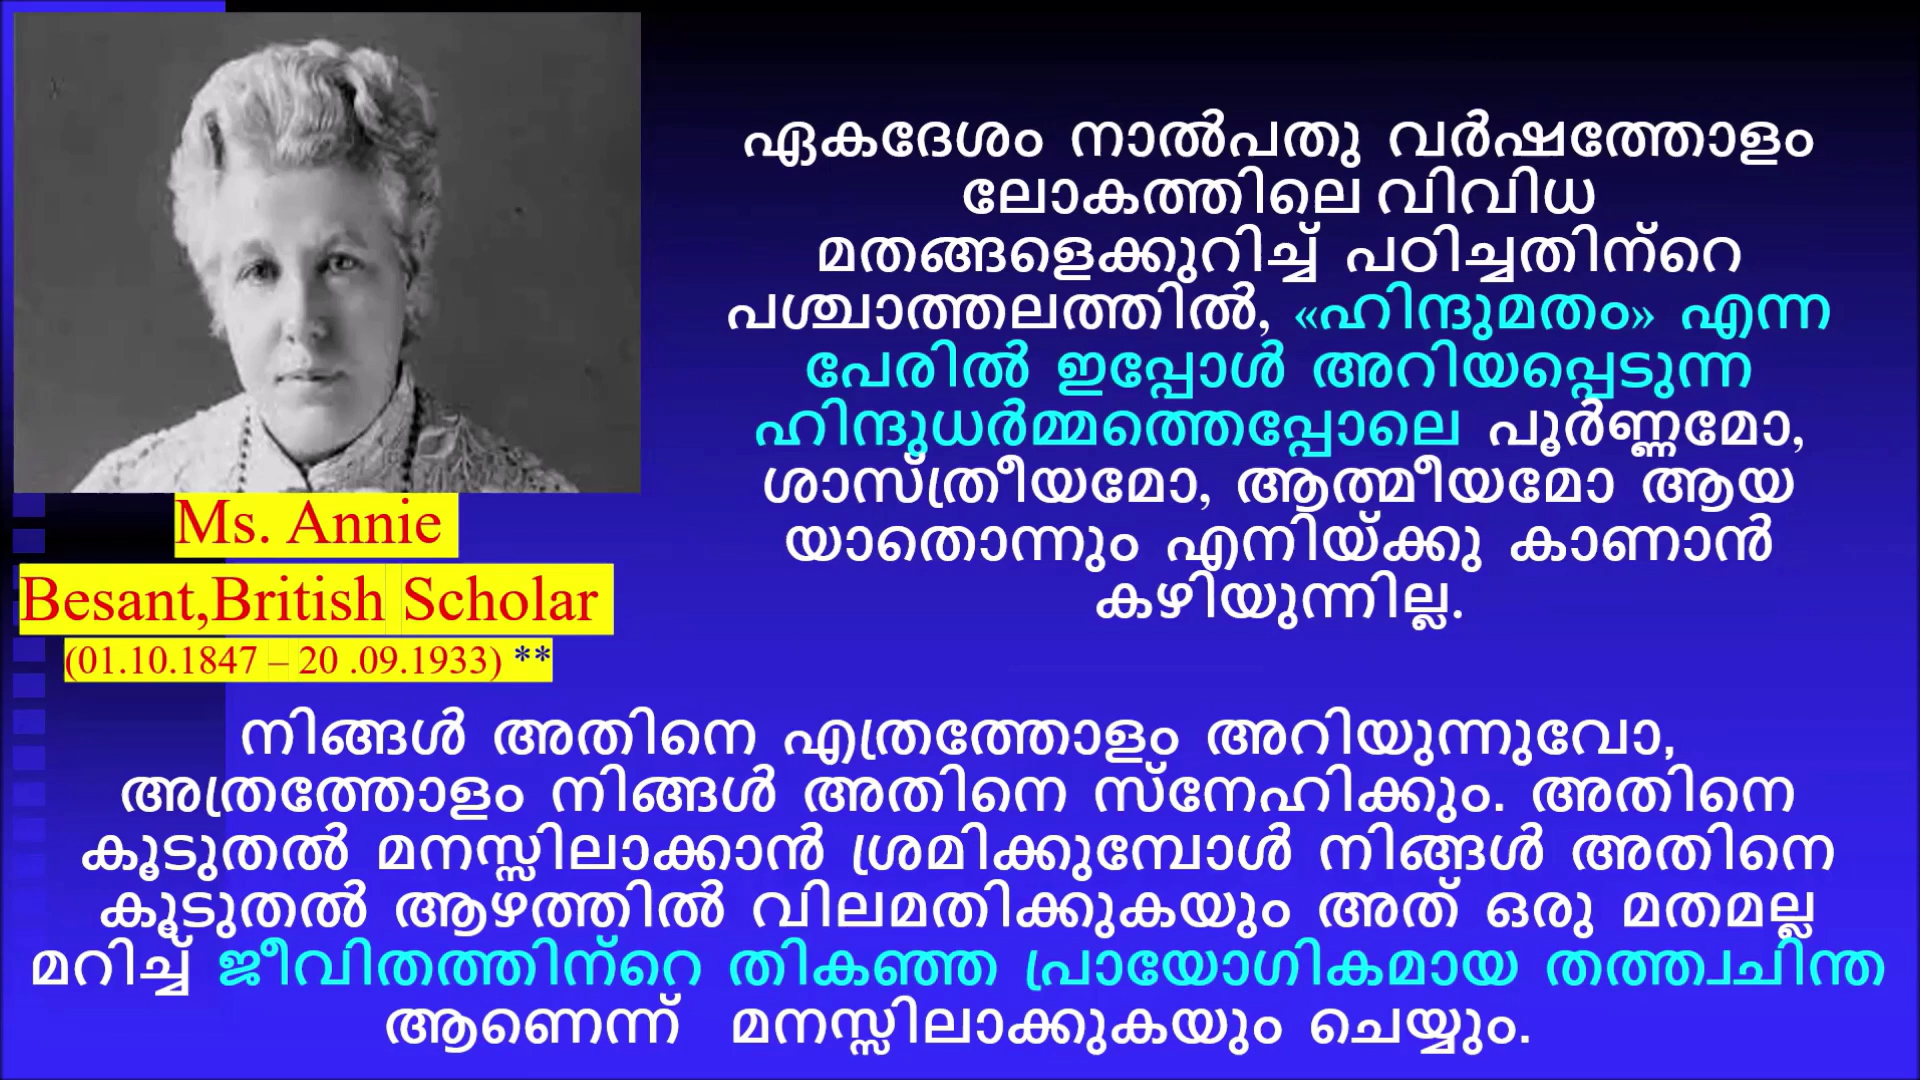 ഏകദേശം നാൽപതു വർഷത്തോളം
ലോകത്തിലെ വിവിധ
മതങ്ങളെക്കുറിച്ച് പഠിച്ചതിന്റെ
പശ്ചാത്തലത്തിൽ, «ഹിന്ദുമതം» എന്ന
പേരിൽ ഇപ്പോൾ അറിയപ്പെടുന്ന
ഹിന്ദുധർമ്മത്തെപ്പോലെ പൂർണ്ണമോ,
ശാസ്ത്രീയമോ, ആത്മീയമോ ആയ
യാതൊന്നും എനിയ്ക്കു കാണാൻ
കഴിയുന്നില്ല.
Ms. Annie
Besant,British Scholar
(01.10.1847 – 20 .09.1933) **
നിങ്ങൾ അതിനെ എത്രത്തോളം അറിയുന്നുവോ,
അത്രത്തോളം നിങ്ങൾ അതിനെ സ്നേഹിക്കും. അതിനെ
കൂടുതൽ മനസ്സിലാക്കാൻ ശ്രമിക്കുമ്പോൾ നിങ്ങൾ അതിനെ
കൂടുതൽ ആഴത്തിൽ വിലമതിക്കുകയും അത് ഒരു മതമല്ല
മറിച്ച് ജീവിതത്തിന്റെ തികഞ്ഞ പ്രായോഗികമായ തത്ത്വചിന്ത
ആണെന്ന് മനസ്സിലാക്കുകയും ചെയ്യും.